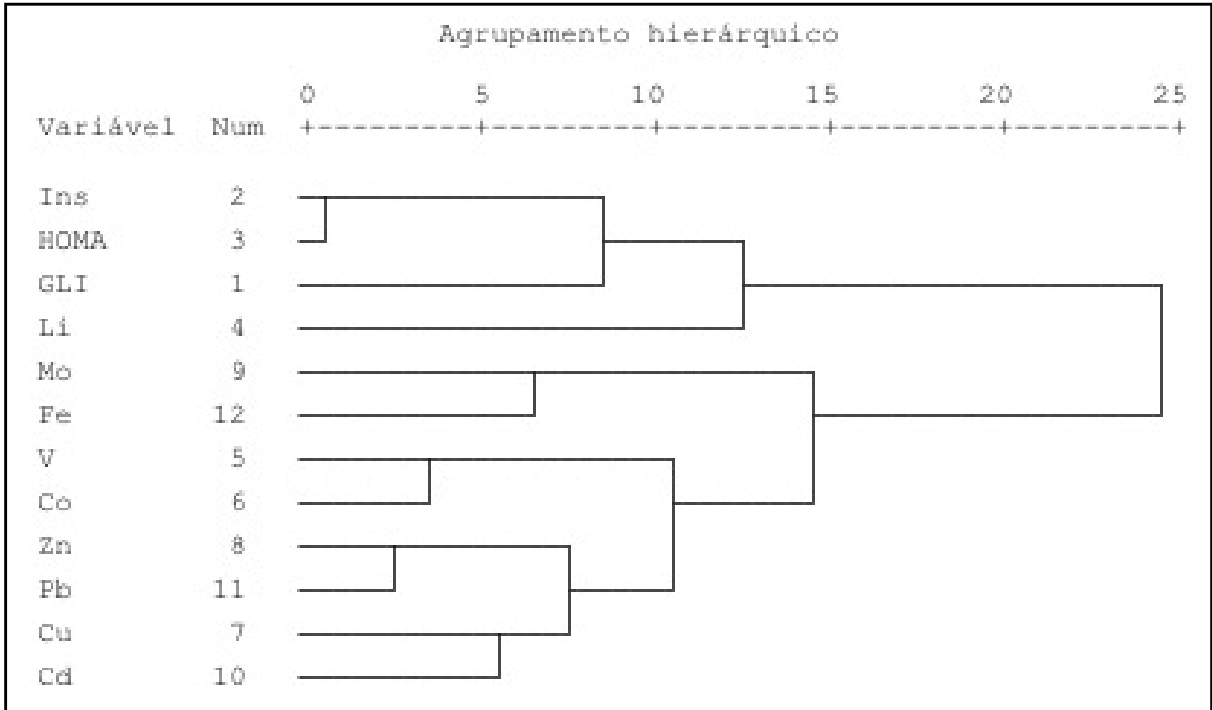 Agrupamento hierárquico
0 5 10 15 20 25
Variável Num +---------+---------+---------+---------+---------+
Ins 2
HOMA 3
GLI 1
Li 4
Mo 9
Fe 12
V 5
Co 6
Zn 8
Pb 11
Cu 7
Cd 10